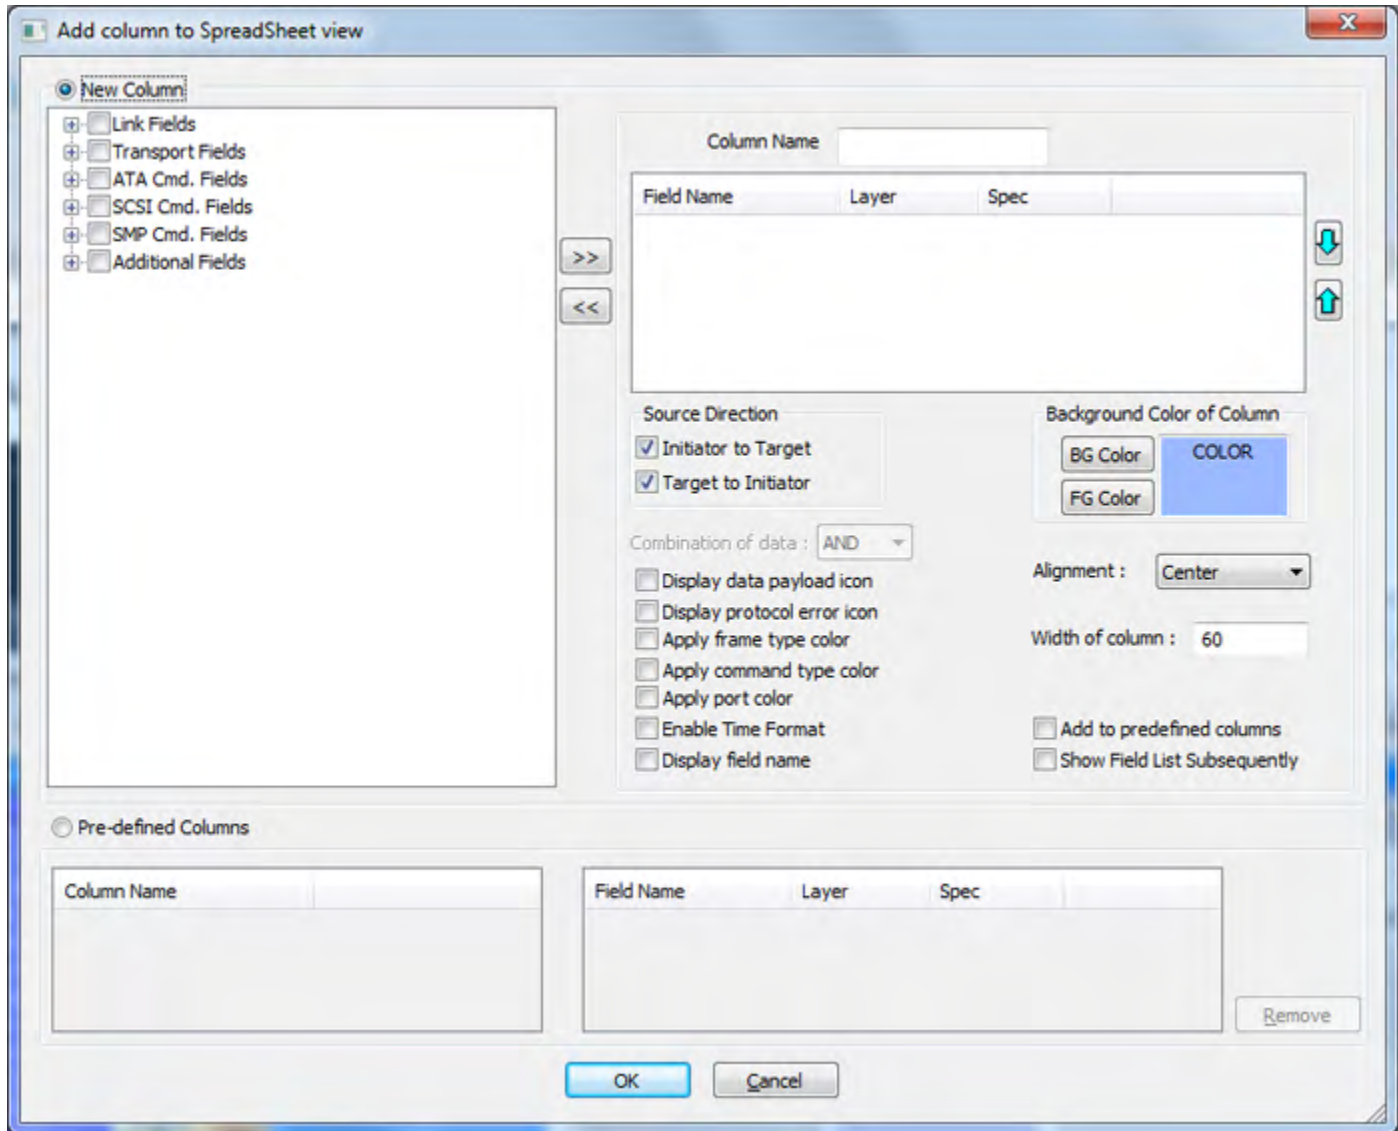 Add column to SpreadSheet view
New Column
Link Fields
Transport Fields
ATA Cmd. Fields
SCSI Cmd. Fields
SMP Cmd. Fields
Additional Fields
>>
<<
Column Name
Field Name Layer Spec
Source Direction
Initiator to Target
Target to Initiator
Background Color of Column
BG Color COLOR
FG Color
Combination of data : AND
Display data payload icon
Display protocol error icon
Apply frame type color
Apply command type color
Apply port color
Enable Time Format
Display field name
Alignment : Center
Width of column : 60
Add to predefined columns
Show Field List Subsequently
Pre-defined Columns
Column Name
Field Name Layer Spec
Remove
OK Cancel